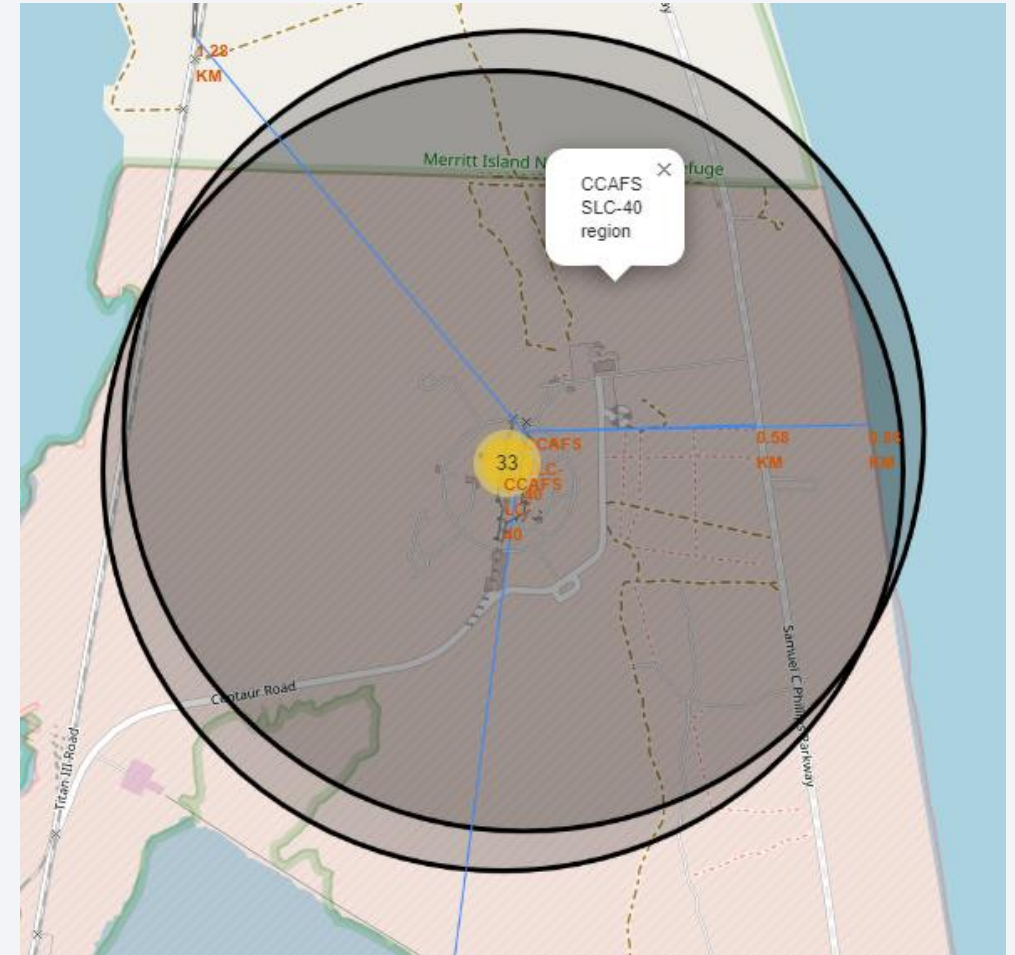 1.28
KM
Merritt Island
CCAFS
SLC-40
region
×
0.58
KM
KM
33
CCAFS
40
CCAFS
LC-
40
Centaur Road
Titan III Road
Samuel C Phillips Parkway